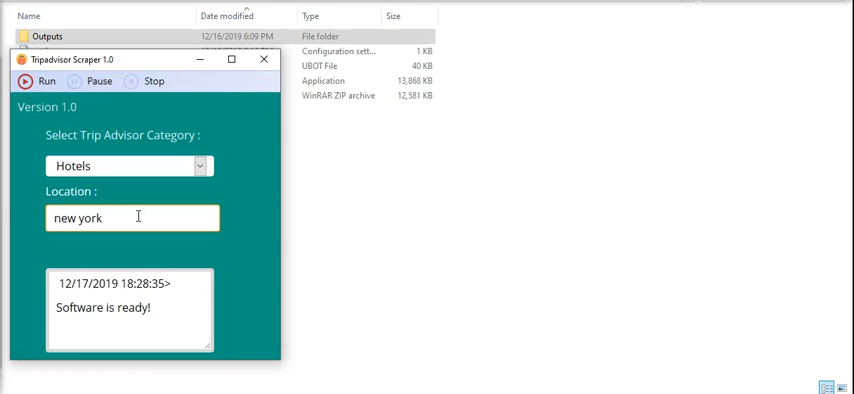 Name Date modified Type Size
Outputs 12/16/2019 6:09 PM File folder
Configuration sett... 1 KB
UBOT File 40 KB
Application 13,868 KB
WinRAR ZIP archive 12,581 KB
Tripadvisor Scraper 1.0
Run Pause Stop
Version 1.0
Select Trip Advisor Category :
Hotels
Location :
new york
12/17/2019 18:28:35>
Software is ready!